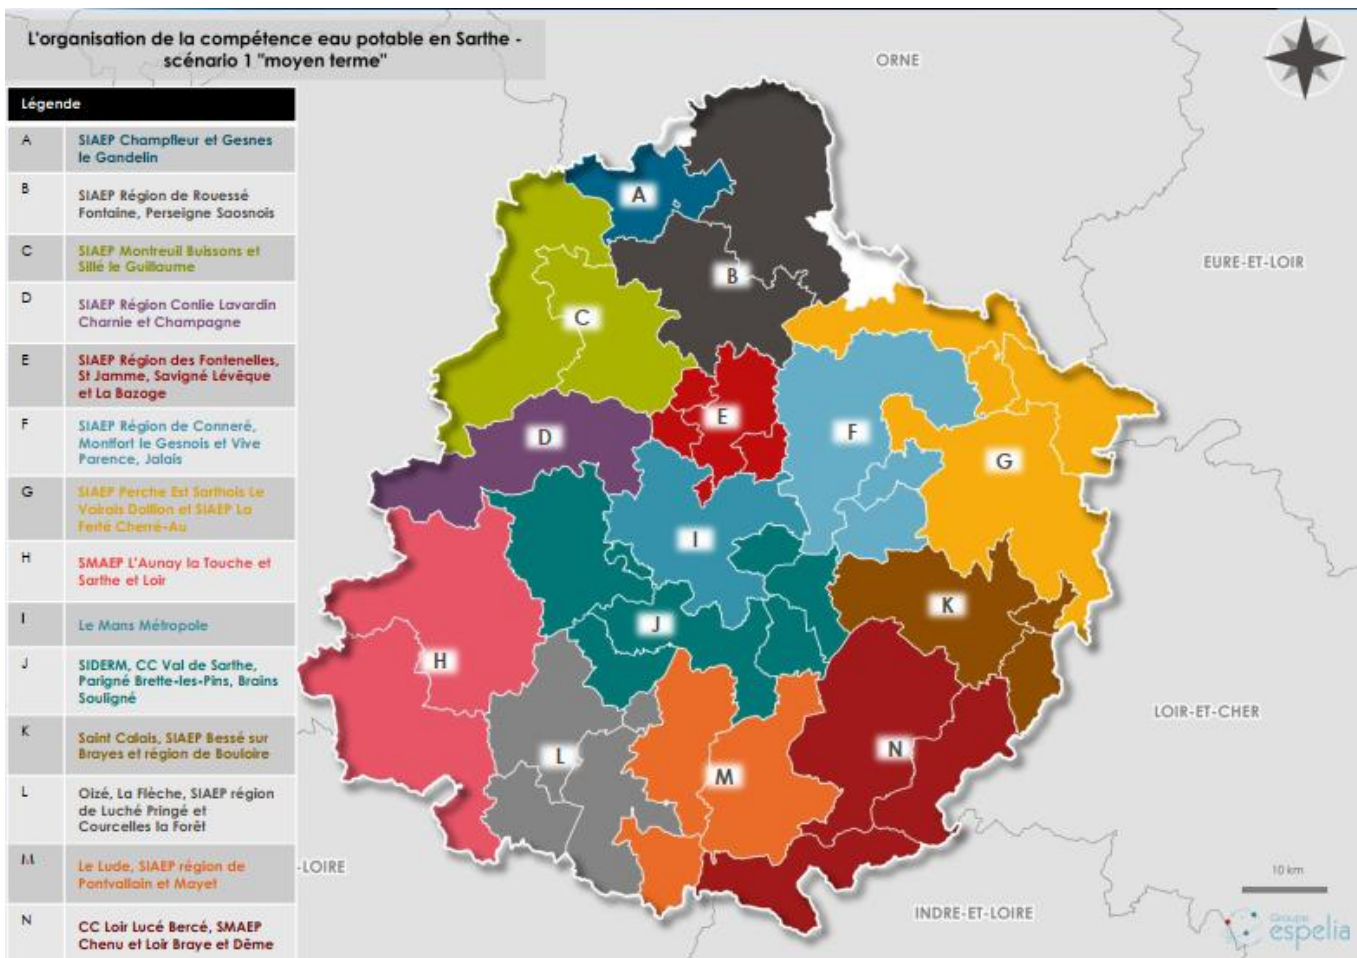 L'organisation de la compétence eau potable en Sarthe -
scénario 1 "moyen terme"
Légende
A
SIAEP Champfleur et Gesnes
le Gandelin
B
SIAEP Région de Rouessé
Fontaine, Perseigne Saosnois
C
SIAEP Montreuil Buissons et
Sillé le Guillaume
D
SIAEP Région Conlie Lavardin
Charnie et Champagne
E
SIAEP Région des Fontenelles,
St Jamme, Savigné Lévêque
et La Bazoge
F
SIAEP Région de Conneré,
Montfort le Gesnois et Vive
Parence, Jalais
G
SIAEP Perche Est Sarthois Le
Vairais Dollon et SIAEP La
Ferté Cherré-Au
H
SMAEP L'Aunay la Touche et
Sarthe et Loir
I
Le Mans Métropole
J
SIDERM, CC Val de Sarthe,
Parigné Brette-les-Pins, Brains
Souligné
K
Saint Calais, SIAEP Bessé sur
Brayes et région de Bouloire
L
Oizé, La Flèche, SIAEP région
de Luché Pringé et
Courcelles la Forêt
M
Le Lude, SIAEP région de
Pontvallain et Mayet
N
CC Loir Lucé Bercé, SMAEP
Chenu et Loir Braye et Dême
ORNE
EURE-ET-LOIR
LOIR-ET-CHER
INDRE-ET-LOIRE
-LOIRE
A
B
C
D
E
F
G
H
I
J
K
L
M
N
10 km
Groupe
espelia